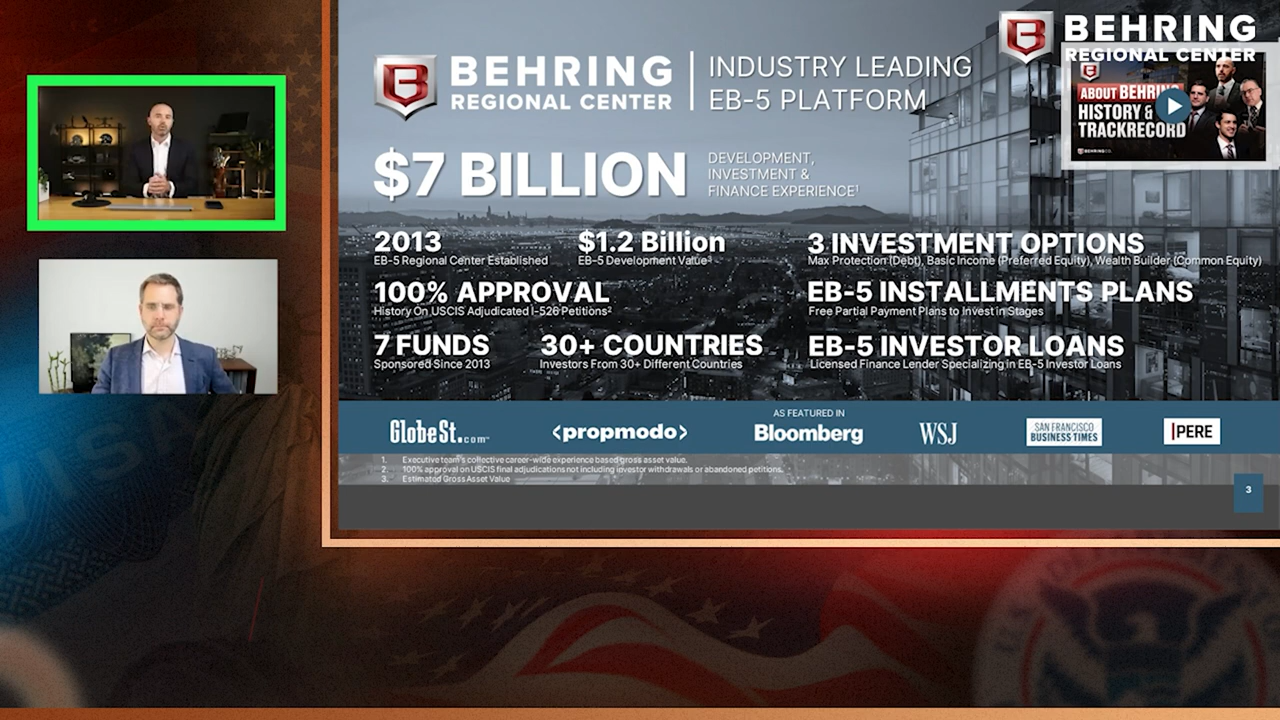 BEHRING
REGIONAL CENTER
INDUSTRY LEADING
EB-5 PLATFORM
BEHRING
REGIONAL CENTER
ABOUT BEHRING
HISTORY &
TRACKRECORD
BEHRINGCO.
$7 BILLION
DEVELOPMENT,
INVESTMENT &
FINANCE EXPERIENCE¹
2013
EB-5 Regional Center Established
$1.2 Billion
EB-5 Development Value³
3 INVESTMENT OPTIONS
Max Protection (Debt), Basic Income (Preferred Equity), Wealth Builder (Common Equity)
100% APPROVAL
History On USCIS Adjudicated I-526 Petitions²
EB-5 INSTALLMENTS PLANS
Free Partial Payment Plans to Invest in Stages
7 FUNDS
Sponsored Since 2013
30+ COUNTRIES
Investors From 30+ Different Countries
EB-5 INVESTOR LOANS
Licensed Finance Lender Specializing in EB-5 Investor Loans
AS FEATURED IN
GlobeSt.com™
<propmodo>
Bloomberg
WSJ
SAN FRANCISCO
BUSINESS TIMES
PERE
1. Executive team's collective career-wide experience based gross asset value.
2. 100% approval on USCIS final adjudications not including investor withdrawals or abandoned petitions.
3. Estimated Gross Asset Value
3
VISA